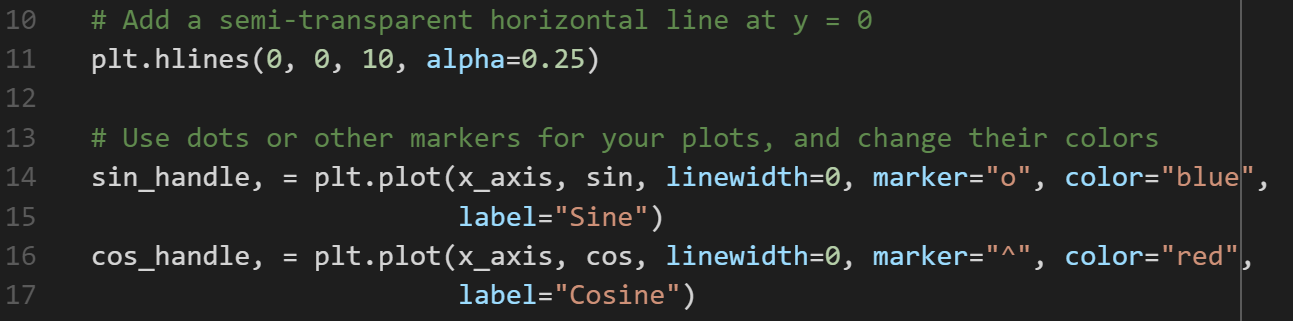 10 # Add a semi-transparent horizontal line at y = 0
11 plt.hlines(0, 0, 10, alpha=0.25)
12
13 # Use dots or other markers for your plots, and change their colors
14 sin_handle, = plt.plot(x_axis, sin, linewidth=0, marker="o", color="blue",
15 label="Sine")
16 cos_handle, = plt.plot(x_axis, cos, linewidth=0, marker="^", color="red",
17 label="Cosine")